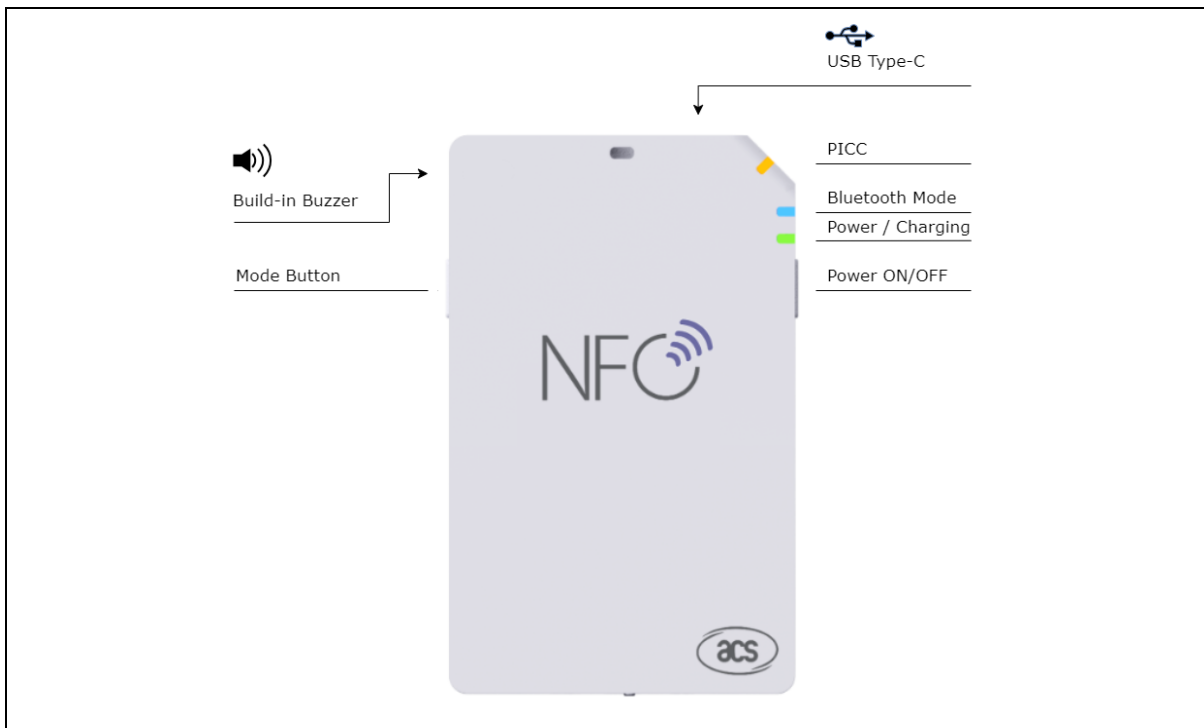 USB Type-C
PICC
Build-in Buzzer
Bluetooth Mode
Power / Charging
Mode Button
Power ON/OFF
NFC
acs